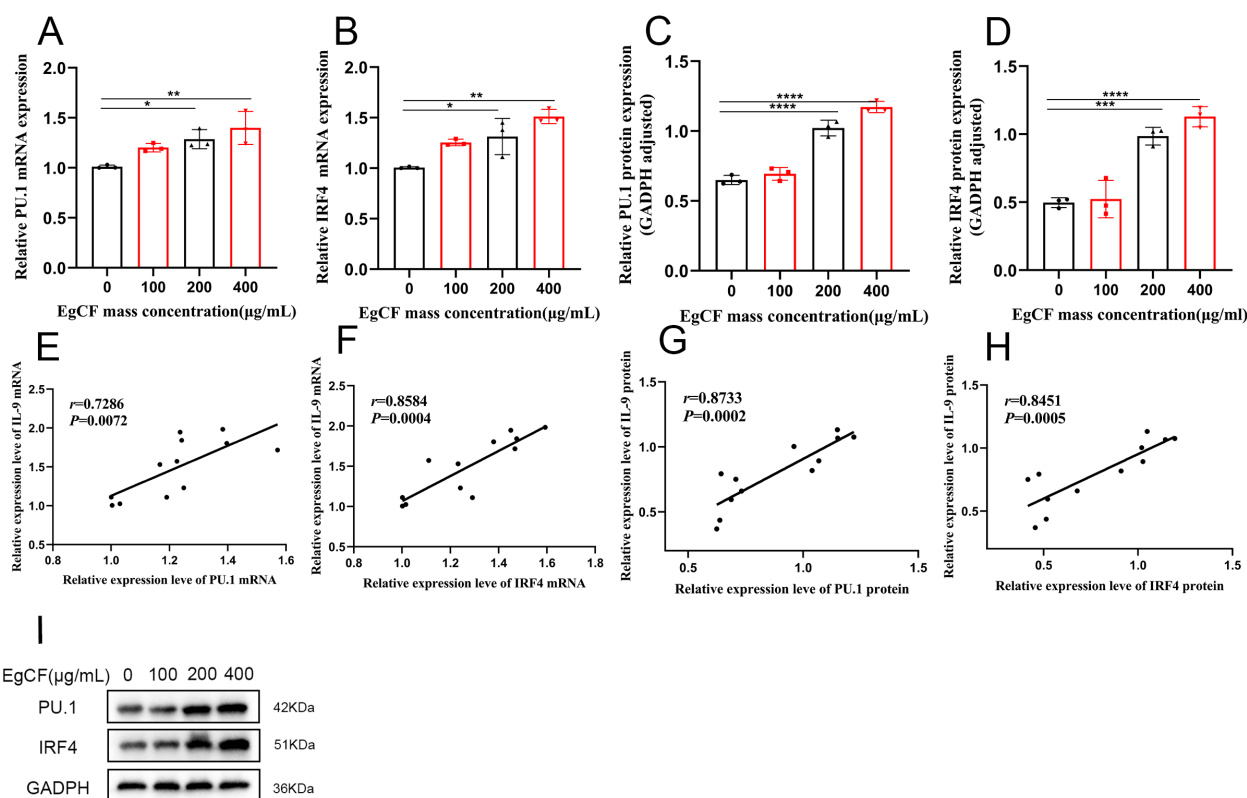 A
Relative PU.1 mRNA expression
2.0
1.5
1.0
0.5
0.0
**
*
0 100 200 400
EgCF mass concentration(μg/mL)
B
Relative IRF4 mRNA expression
2.0
1.5
1.0
0.5
0.0
**
*
0 100 200 400
EgCF mass concentration(μg/mL)
C
Relative PU.1 protein expression
(GADPH adjusted)
1.5
1.0
0.5
0.0
****
****
0 100 200 400
EgCF mass concentration(μg/mL)
D
Relative IRF4 protein expression
(GADPH adjusted)
1.5
1.0
0.5
0.0
****
***
0 100 200 400
EgCF mass concentration(μg/ml)
E
Relative expression level of IL-9 mRNA
2.5
2.0
1.5
1.0
0.5
r=0.7286
P=0.0072
0.8 1.0 1.2 1.4 1.6
Relative expression leve of PU.1 mRNA
F
Relative expression level of IL-9 mRNA
2.5
2.0
1.5
1.0
0.5
r=0.8584
P=0.0004
0.8 1.0 1.2 1.4 1.6 1.8
Relative expression leve of IRF4 mRNA
G
Relative expression level of IL-9 protein
1.5
1.0
0.5
r=0.8733
P=0.0002
0.5 1.0 1.5
Relative expression leve of PU.1 protein
H
Relative expression level of IL-9 protein
1.5
1.0
0.5
r=0.8451
P=0.0005
0.5 1.0 1.5
Relative expression leve of IRF4 protein
I
EgCF(μg/mL) 0 100 200 400
PU.1 42KDa
IRF4 51KDa
GADPH 36KDa